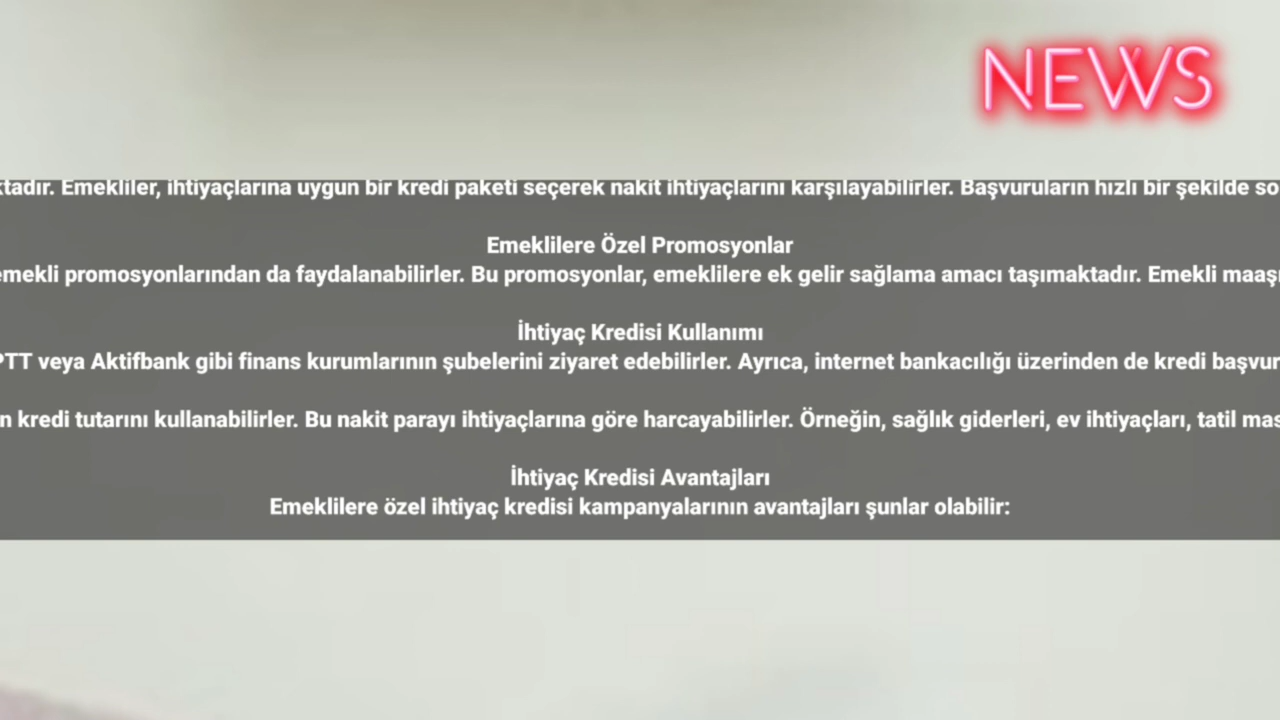 NEWS
ktadır. Emekliler, ihtiyaçlarına uygun bir kredi paketi seçerek nakit ihtiyaçlarını karşılayabilirler. Başvuruların hızlı bir şekilde so
Emeklilere Özel Promosyonlar
emekli promosyonlarından da faydalanabilirler. Bu promosyonlar, emeklilere ek gelir sağlama amacı taşımaktadır. Emekli maaşı
İhtiyaç Kredisi Kullanımı
PTT veya Aktifbank gibi finans kurumlarının şubelerini ziyaret edebilirler. Ayrıca, internet bankacılığı üzerinden de kredi başvur
n kredi tutarını kullanabilirler. Bu nakit parayı ihtiyaçlarına göre harcayabilirler. Örneğin, sağlık giderleri, ev ihtiyaçları, tatil mas
İhtiyaç Kredisi Avantajları
Emeklilere özel ihtiyaç kredisi kampanyalarının avantajları şunlar olabilir: